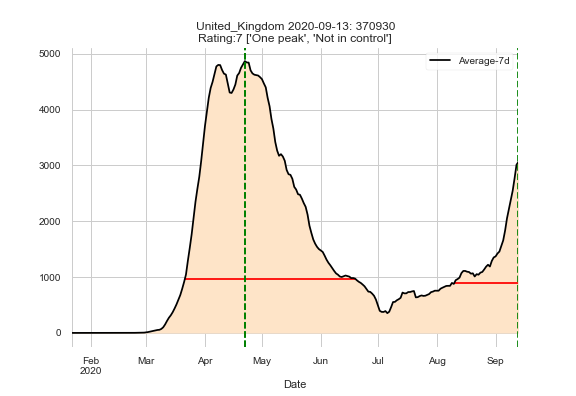 United_Kingdom 2020-09-13: 370930
Rating:7 ['One peak', 'Not in control']
Average-7d
5000
4000
3000
2000
1000
0
Feb Mar Apr May Jun Jul Aug Sep
2020
Date